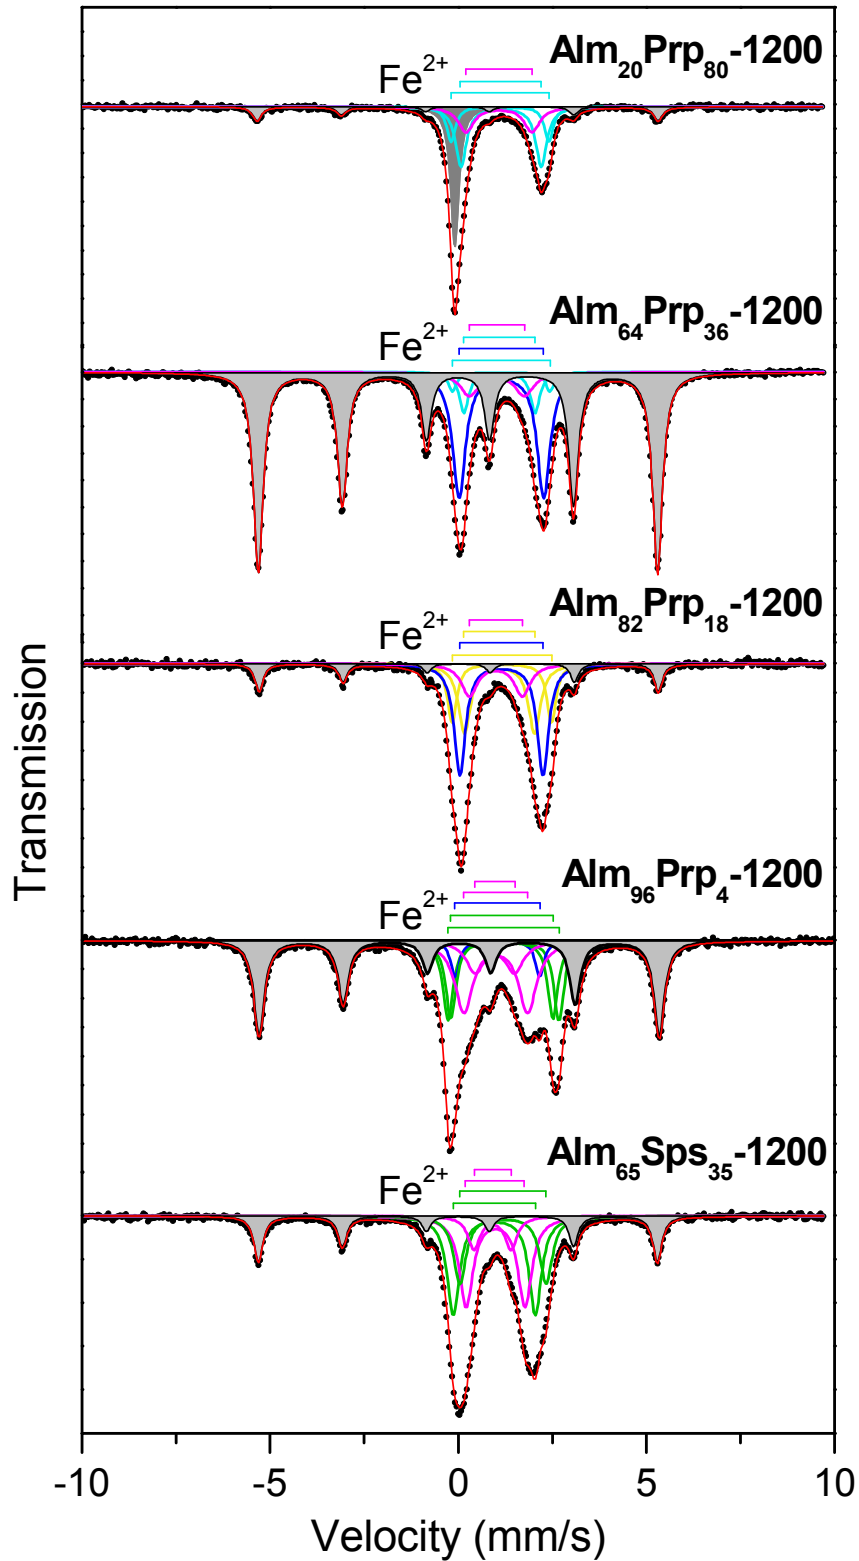 Alm₂₀Prp₈₀-1200
Fe²⁺
Alm₆₄Prp₃₆-1200
Fe²⁺
Alm₈₂Prp₁₈-1200
Fe²⁺
Alm₉₆Prp₄-1200
Fe²⁺
Alm₆₅Sps₃₅-1200
Fe²⁺
Transmission
-10 -5 0 5 10
Velocity (mm/s)